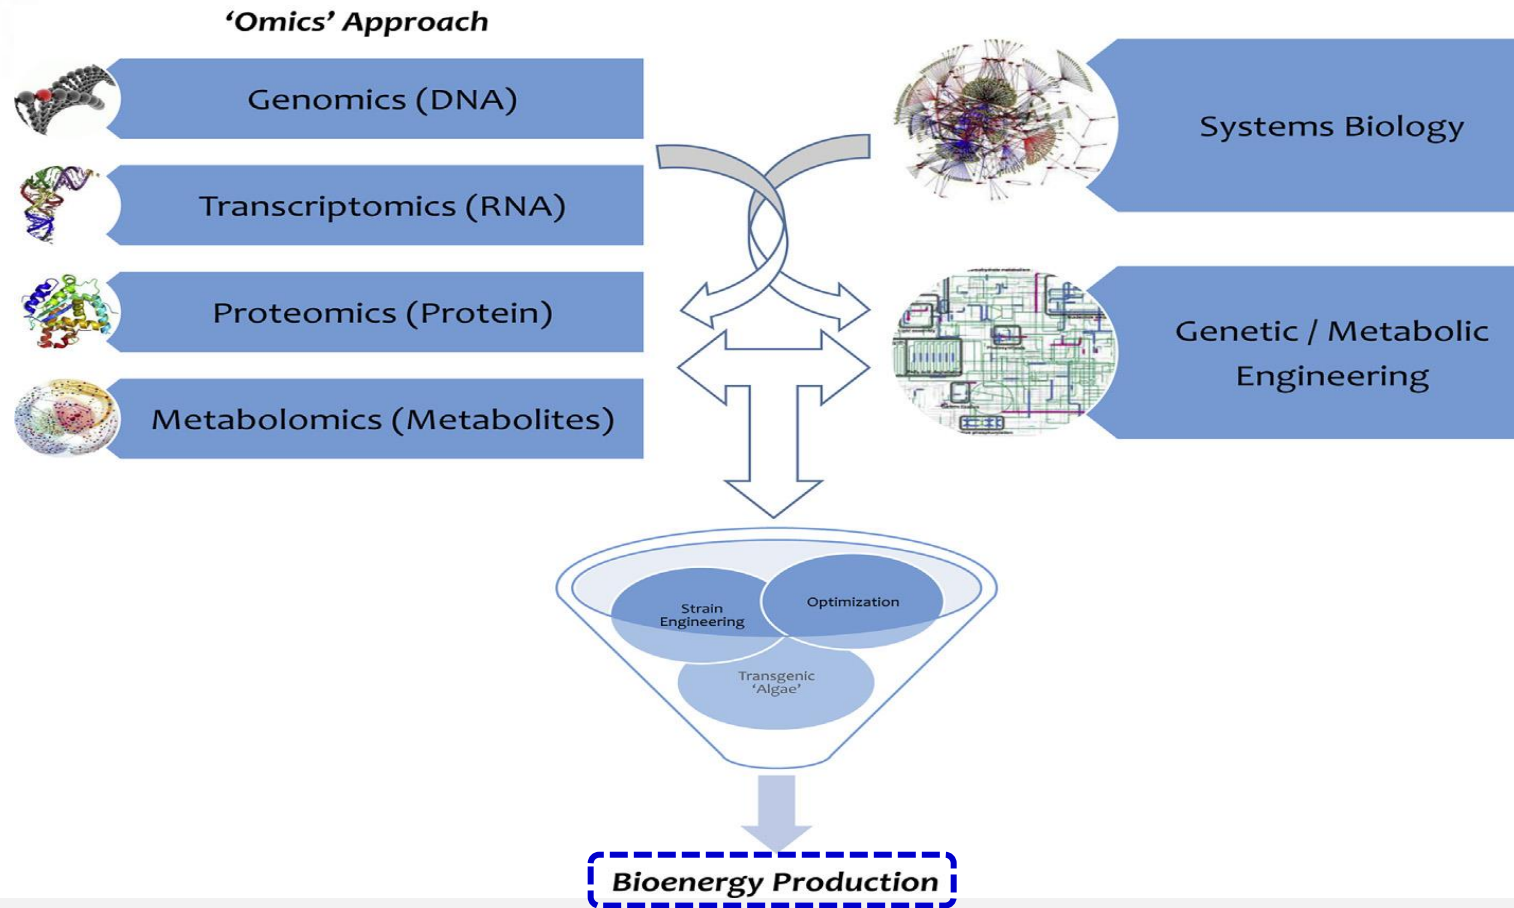 ‘Omics’ Approach
Genomics (DNA)
Transcriptomics (RNA)
Proteomics (Protein)
Metabolomics (Metabolites)
Systems Biology
Genetic / Metabolic
Engineering
Strain
Engineering
Optimization
Transgenic
‘Algae’
Bioenergy Production